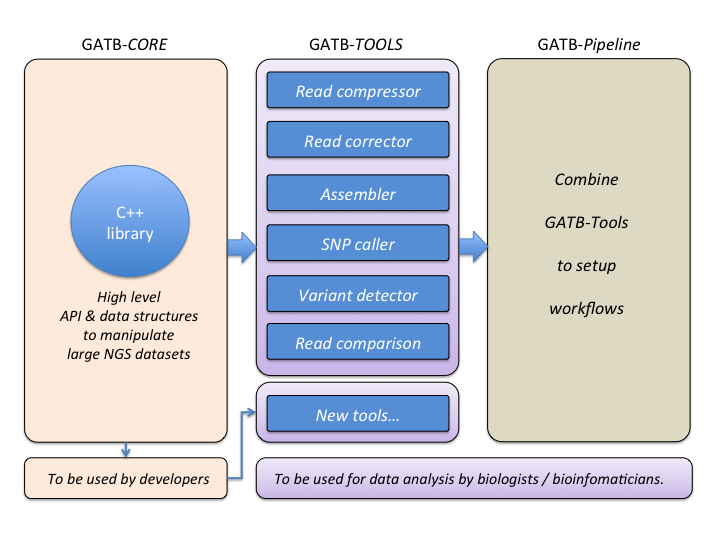 GATB-CORE
GATB-TOOLS
GATB-Pipeline
C++
library
High level
API & data structures
to manipulate
large NGS datasets
Read compressor
Read corrector
Assembler
SNP caller
Variant detector
Read comparison
New tools...
Combine
GATB-Tools
to setup
workflows
To be used by developers
To be used for data analysis by biologists / bioinfomaticians.